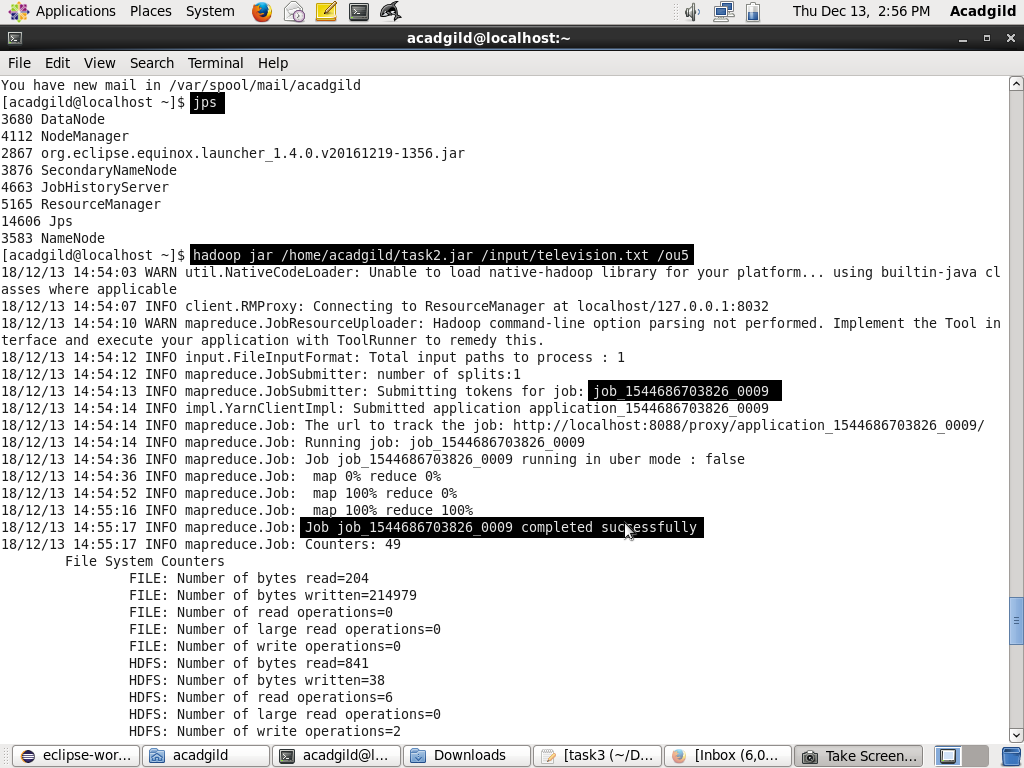 Applications Places System Thu Dec 13, 2:56 PM Acadgild
acadgild@localhost:~
File Edit View Search Terminal Help
You have new mail in /var/spool/mail/acadgild
[acadgild@localhost ~]$ jps
3680 DataNode
4112 NodeManager
2867 org.eclipse.equinox.launcher_1.4.0.v20161219-1356.jar
3876 SecondaryNameNode
4663 JobHistoryServer
5165 ResourceManager
14606 Jps
3583 NameNode
[acadgild@localhost ~]$ hadoop jar /home/acadgild/task2.jar /input/television.txt /ou5
18/12/13 14:54:03 WARN util.NativeCodeLoader: Unable to load native-hadoop library for your platform... using builtin-java cl
asses where applicable
18/12/13 14:54:07 INFO client.RMProxy: Connecting to ResourceManager at localhost/127.0.0.1:8032
18/12/13 14:54:10 WARN mapreduce.JobResourceUploader: Hadoop command-line option parsing not performed. Implement the Tool in
terface and execute your application with ToolRunner to remedy this.
18/12/13 14:54:12 INFO input.FileInputFormat: Total input paths to process : 1
18/12/13 14:54:12 INFO mapreduce.JobSubmitter: number of splits:1
18/12/13 14:54:13 INFO mapreduce.JobSubmitter: Submitting tokens for job: job_1544686703826_0009
18/12/13 14:54:14 INFO impl.YarnClientImpl: Submitted application application_1544686703826_0009
18/12/13 14:54:14 INFO mapreduce.Job: The url to track the job: http://localhost:8088/proxy/application_1544686703826_0009/
18/12/13 14:54:14 INFO mapreduce.Job: Running job: job_1544686703826_0009
18/12/13 14:54:36 INFO mapreduce.Job: Job job_1544686703826_0009 running in uber mode : false
18/12/13 14:54:36 INFO mapreduce.Job:  map 0% reduce 0%
18/12/13 14:54:52 INFO mapreduce.Job:  map 100% reduce 0%
18/12/13 14:55:16 INFO mapreduce.Job:  map 100% reduce 100%
18/12/13 14:55:17 INFO mapreduce.Job: Job job_1544686703826_0009 completed successfully
18/12/13 14:55:17 INFO mapreduce.Job: Counters: 49
File System Counters
FILE: Number of bytes read=204
FILE: Number of bytes written=214979
FILE: Number of read operations=0
FILE: Number of large read operations=0
FILE: Number of write operations=0
HDFS: Number of bytes read=841
HDFS: Number of bytes written=38
HDFS: Number of read operations=6
HDFS: Number of large read operations=0
HDFS: Number of write operations=2
eclipse-wor... acadgild acadgild@l... Downloads [task3 (~/D... [Inbox (6,0... Take Screen...